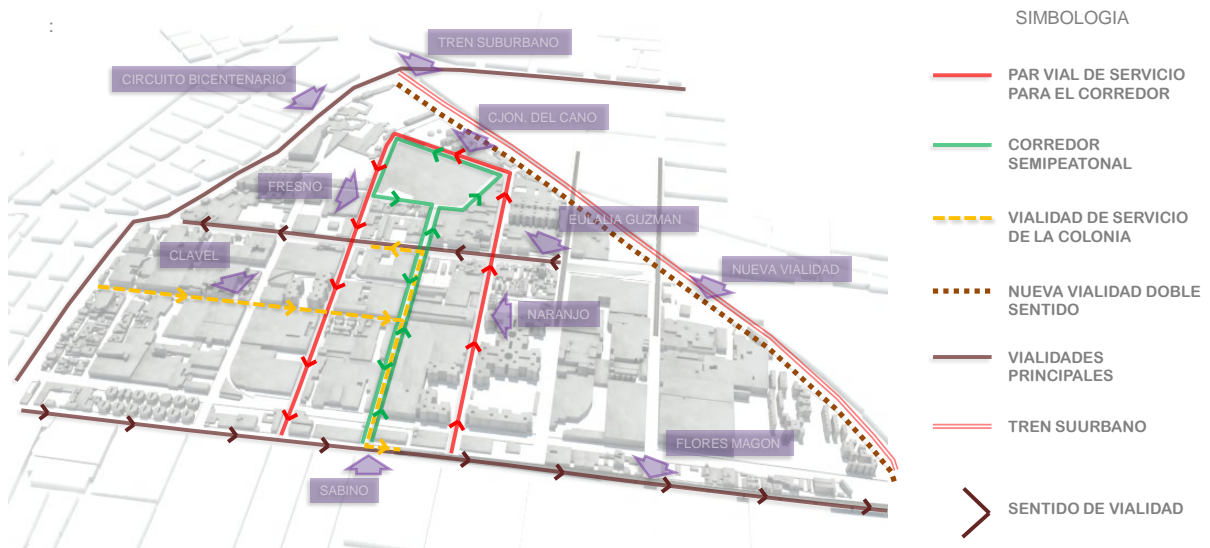 :
TREN SUBURBANO
CIRCUITO BICENTENARIO
CJON. DEL CANO
FRESNO
EULALIA GUZMAN
CLAVEL
NUEVA VIALIDAD
NARANJO
FLORES MAGON
SABINO
SIMBOLOGIA
PAR VIAL DE SERVICIO
PARA EL CORREDOR
CORREDOR
SEMIPEATONAL
VIALIDAD DE SERVICIO
DE LA COLONIA
NUEVA VIALIDAD DOBLE
SENTIDO
VIALIDADES
PRINCIPALES
TREN SUURBANO
SENTIDO DE VIALIDAD